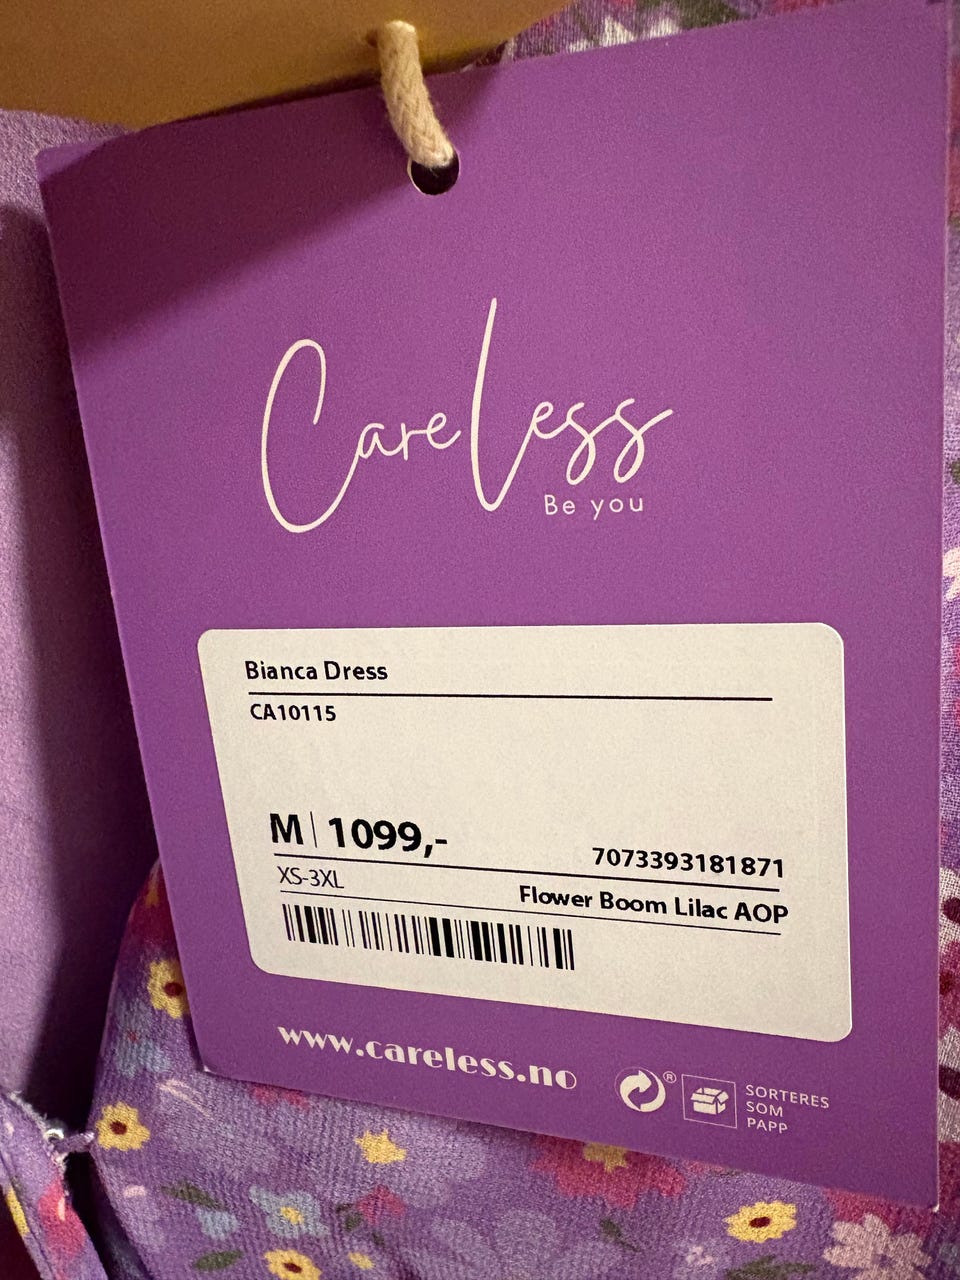 CareLess
Be you
Bianca Dress
CA10115
M | 1099,-
7073393181871
XS-3XL
Flower Boom Lilac AOP
www.careless.no
®
SORTERES
SOM
PAPP